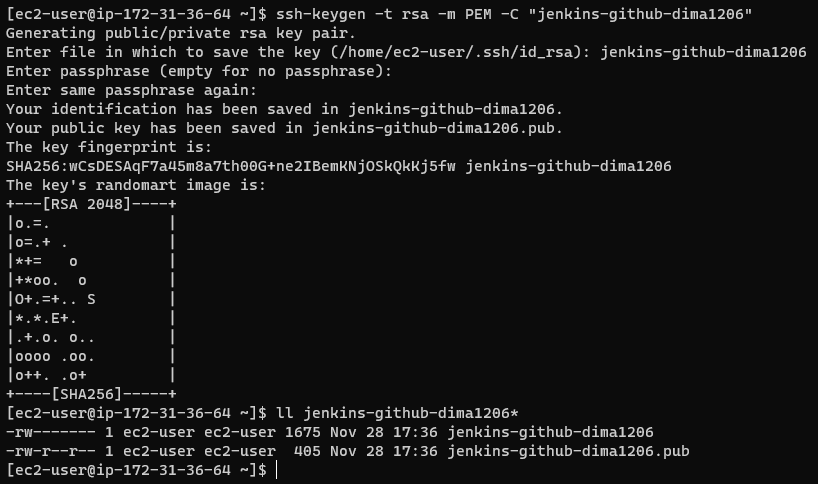 [ec2-user@ip-172-31-36-64 ~]$ ssh-keygen -t rsa -m PEM -C "jenkins-github-dima1206"
Generating public/private rsa key pair.
Enter file in which to save the key (/home/ec2-user/.ssh/id_rsa): jenkins-github-dima1206
Enter passphrase (empty for no passphrase):
Enter same passphrase again:
Your identification has been saved in jenkins-github-dima1206.
Your public key has been saved in jenkins-github-dima1206.pub.
The key fingerprint is:
SHA256:wCsDESAqF7a45m8a7th00G+ne2IBemKNjOSkQkKj5fw jenkins-github-dima1206
The key's randomart image is:
+---[RSA 2048]----+
|o.=.             |
|o=.+ .           |
|*+=   o          |
|+*oo.  o         |
|O+.=+.. S        |
|*.*.E+.          |
|.+.o. o..        |
|oooo .oo.        |
|o++. .o+         |
+----[SHA256]-----+
[ec2-user@ip-172-31-36-64 ~]$ ll jenkins-github-dima1206*
-rw------- 1 ec2-user ec2-user 1675 Nov 28 17:36 jenkins-github-dima1206
-rw-r--r-- 1 ec2-user ec2-user  405 Nov 28 17:36 jenkins-github-dima1206.pub
[ec2-user@ip-172-31-36-64 ~]$